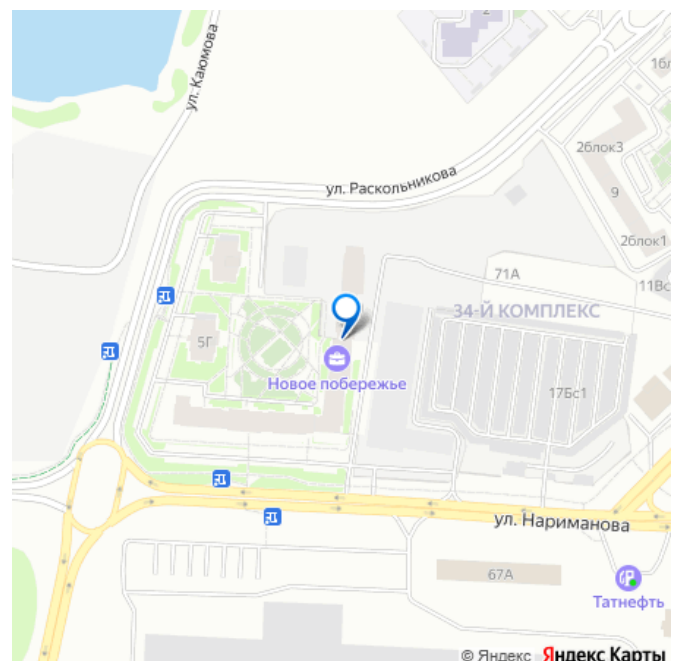 2
ул. Каюмова
16г
2блок3
ул. Раскольникова
9
2блок1
71А
11Вс
34-Й КОМПЛЕКС
5Г
Новое побережье
17Бс1
ул. Нариманова
67А
Татнефть
© Яндекс Яндекс Карты